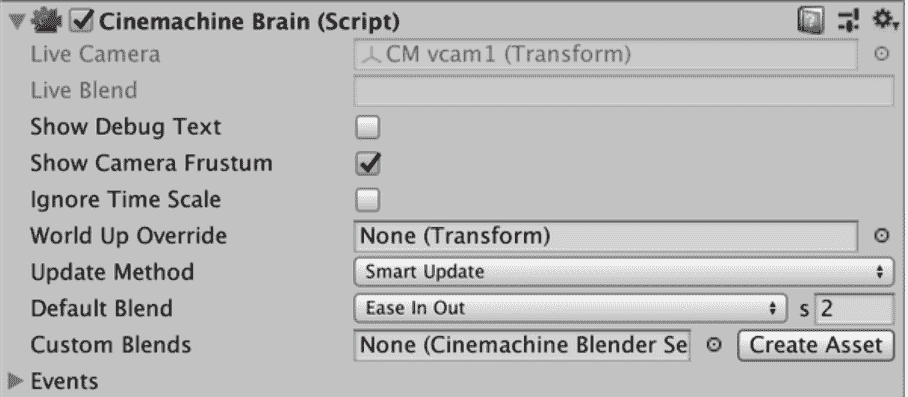 Cinemachine Brain (Script)
Live Camera CM vcam1 (Transform)
Live Blend
Show Debug Text
Show Camera Frustum
Ignore Time Scale
World Up Override None (Transform)
Update Method Smart Update
Default Blend Ease In Out s 2
Custom Blends None (Cinemachine Blender Se Create Asset
Events